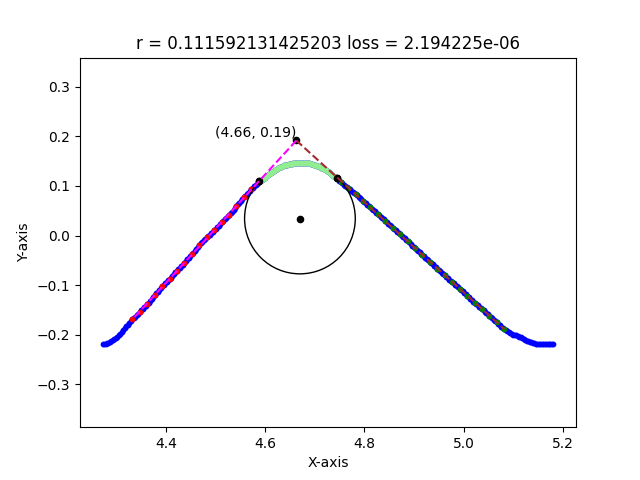 r = 0.111592131425203 loss = 2.194225e-06
0.3
(4.66, 0.19)
0.2
0.1
0.0
−0.1
−0.2
−0.3
Y-axis
4.4 4.6 4.8 5.0 5.2
X-axis